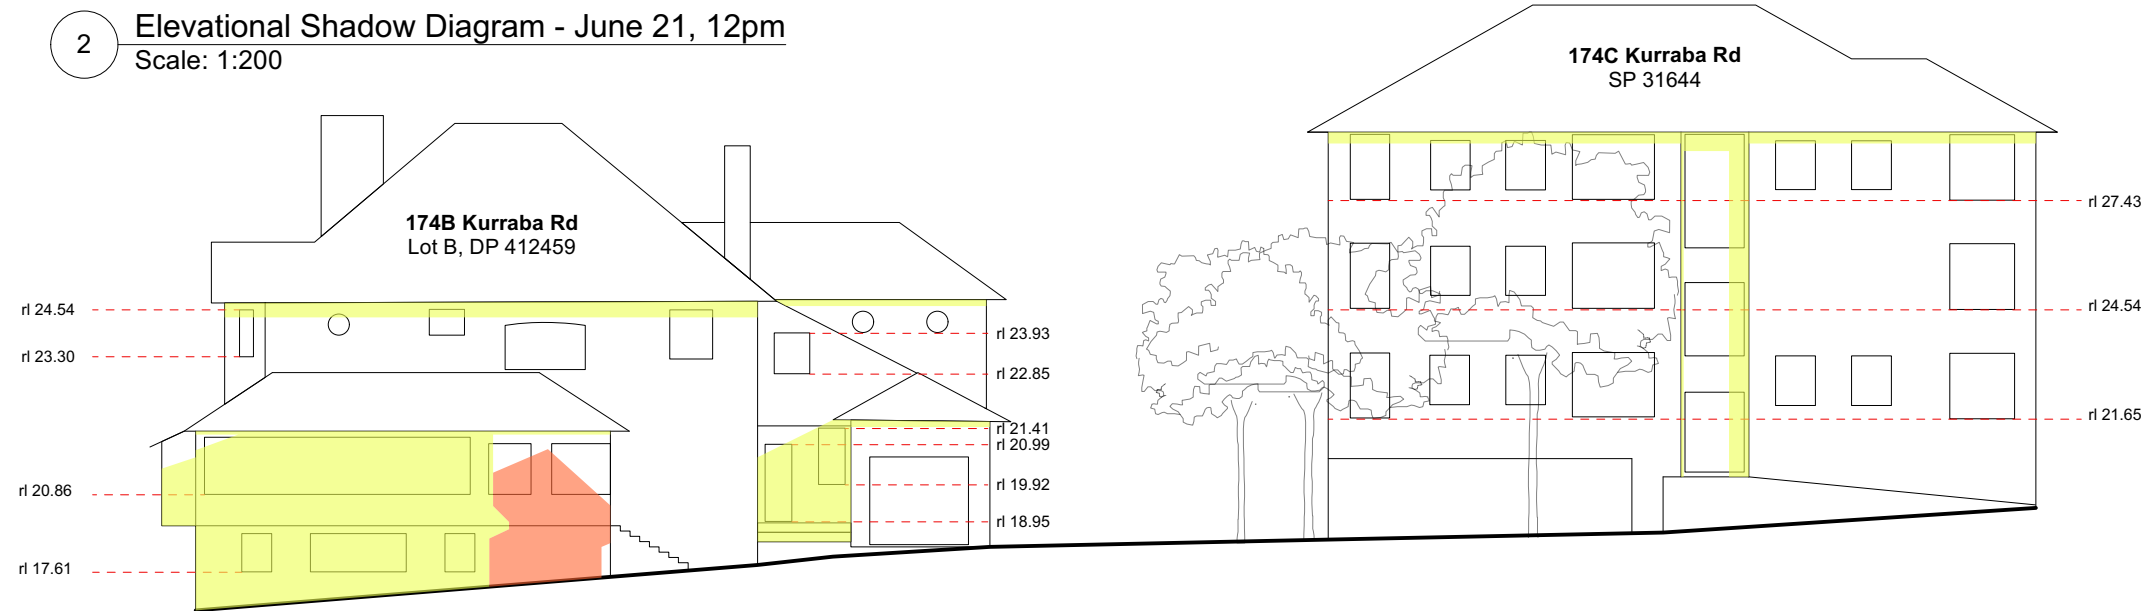 2
Elevational Shadow Diagram - June 21, 12pm
Scale: 1:200
174C Kurraba Rd
SP 31644
174B Kurraba Rd
Lot B, DP 412459
rl 24.54
rl 23.30
rl 20.86
rl 17.61
rl 23.93
rl 22.85
rl 21.41
rl 20.99
rl 19.92
rl 18.95
rl 27.43
rl 24.54
rl 21.65